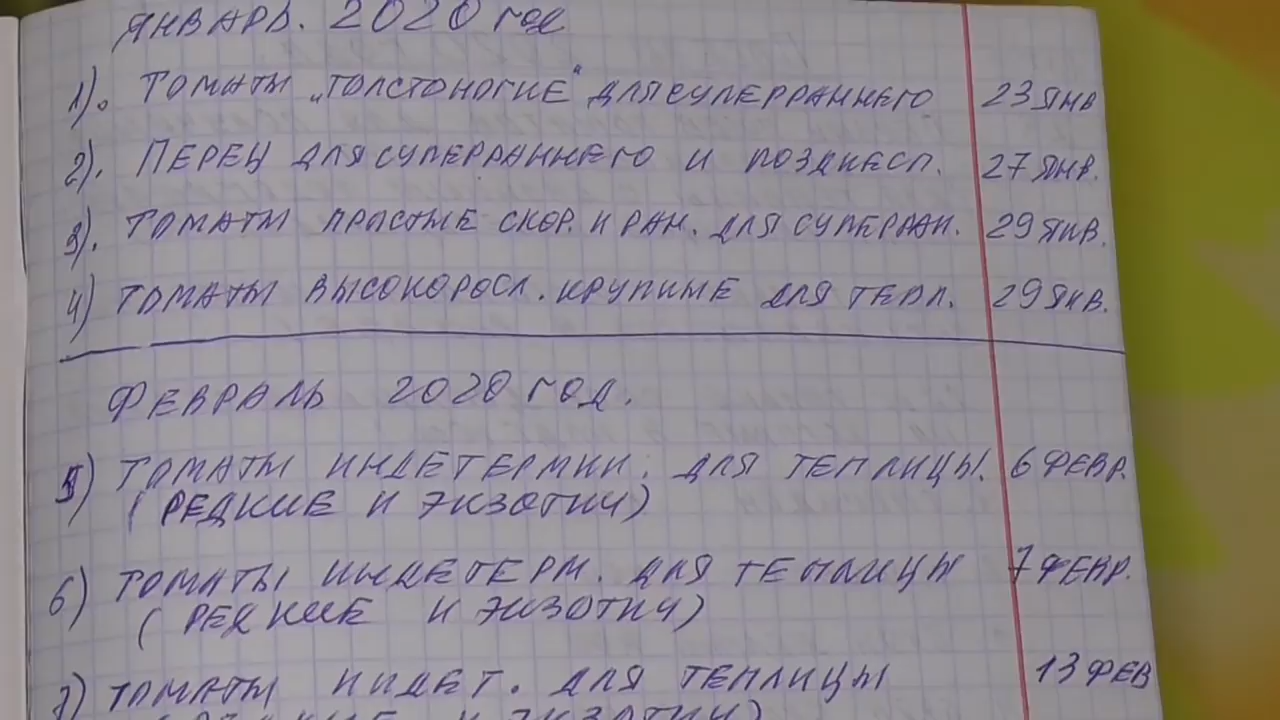 ЯНВАРЬ. 2020 год
1). ТОМАТЫ „ТОЛСТОНОГИЕ" ДЛЯ СУПЕРРАННЕГО 23 ЯНВ
2). ПЕРЕЦ ДЛЯ СУПЕРРАННЕГО И ПОЗДНЕСП. 27 ЯНВ.
3). ТОМАТЫ ПРОСТЫЕ СКОР. И РАН. ДЛЯ СУПЕРРАН. 29 ЯНВ.
4) ТОМАТЫ ВЫСОКОРОСЛ. КРУПНЫЕ ДЛЯ ТЕПЛ. 29 ЯНВ.
ФЕВРАЛЬ 2020 ГОД.
5) ТОМАТЫ ИНДЕТЕРМИН. ДЛЯ ТЕПЛИЦЫ. 6 ФЕВР.
(РЕДКИЕ И ЭКЗОТИЧ)
6) ТОМАТЫ ИНДЕТЕРМ. ДЛЯ ТЕПЛИЦЫ 7 ФЕВР.
(РЕДКИЕ И ЭКЗОТИЧ)
7) ТОМАТЫ ИНДЕТ. ДЛЯ ТЕПЛИЦЫ 13 ФЕВ
(РЕДКИЕ И ЭКЗОТИЧ)